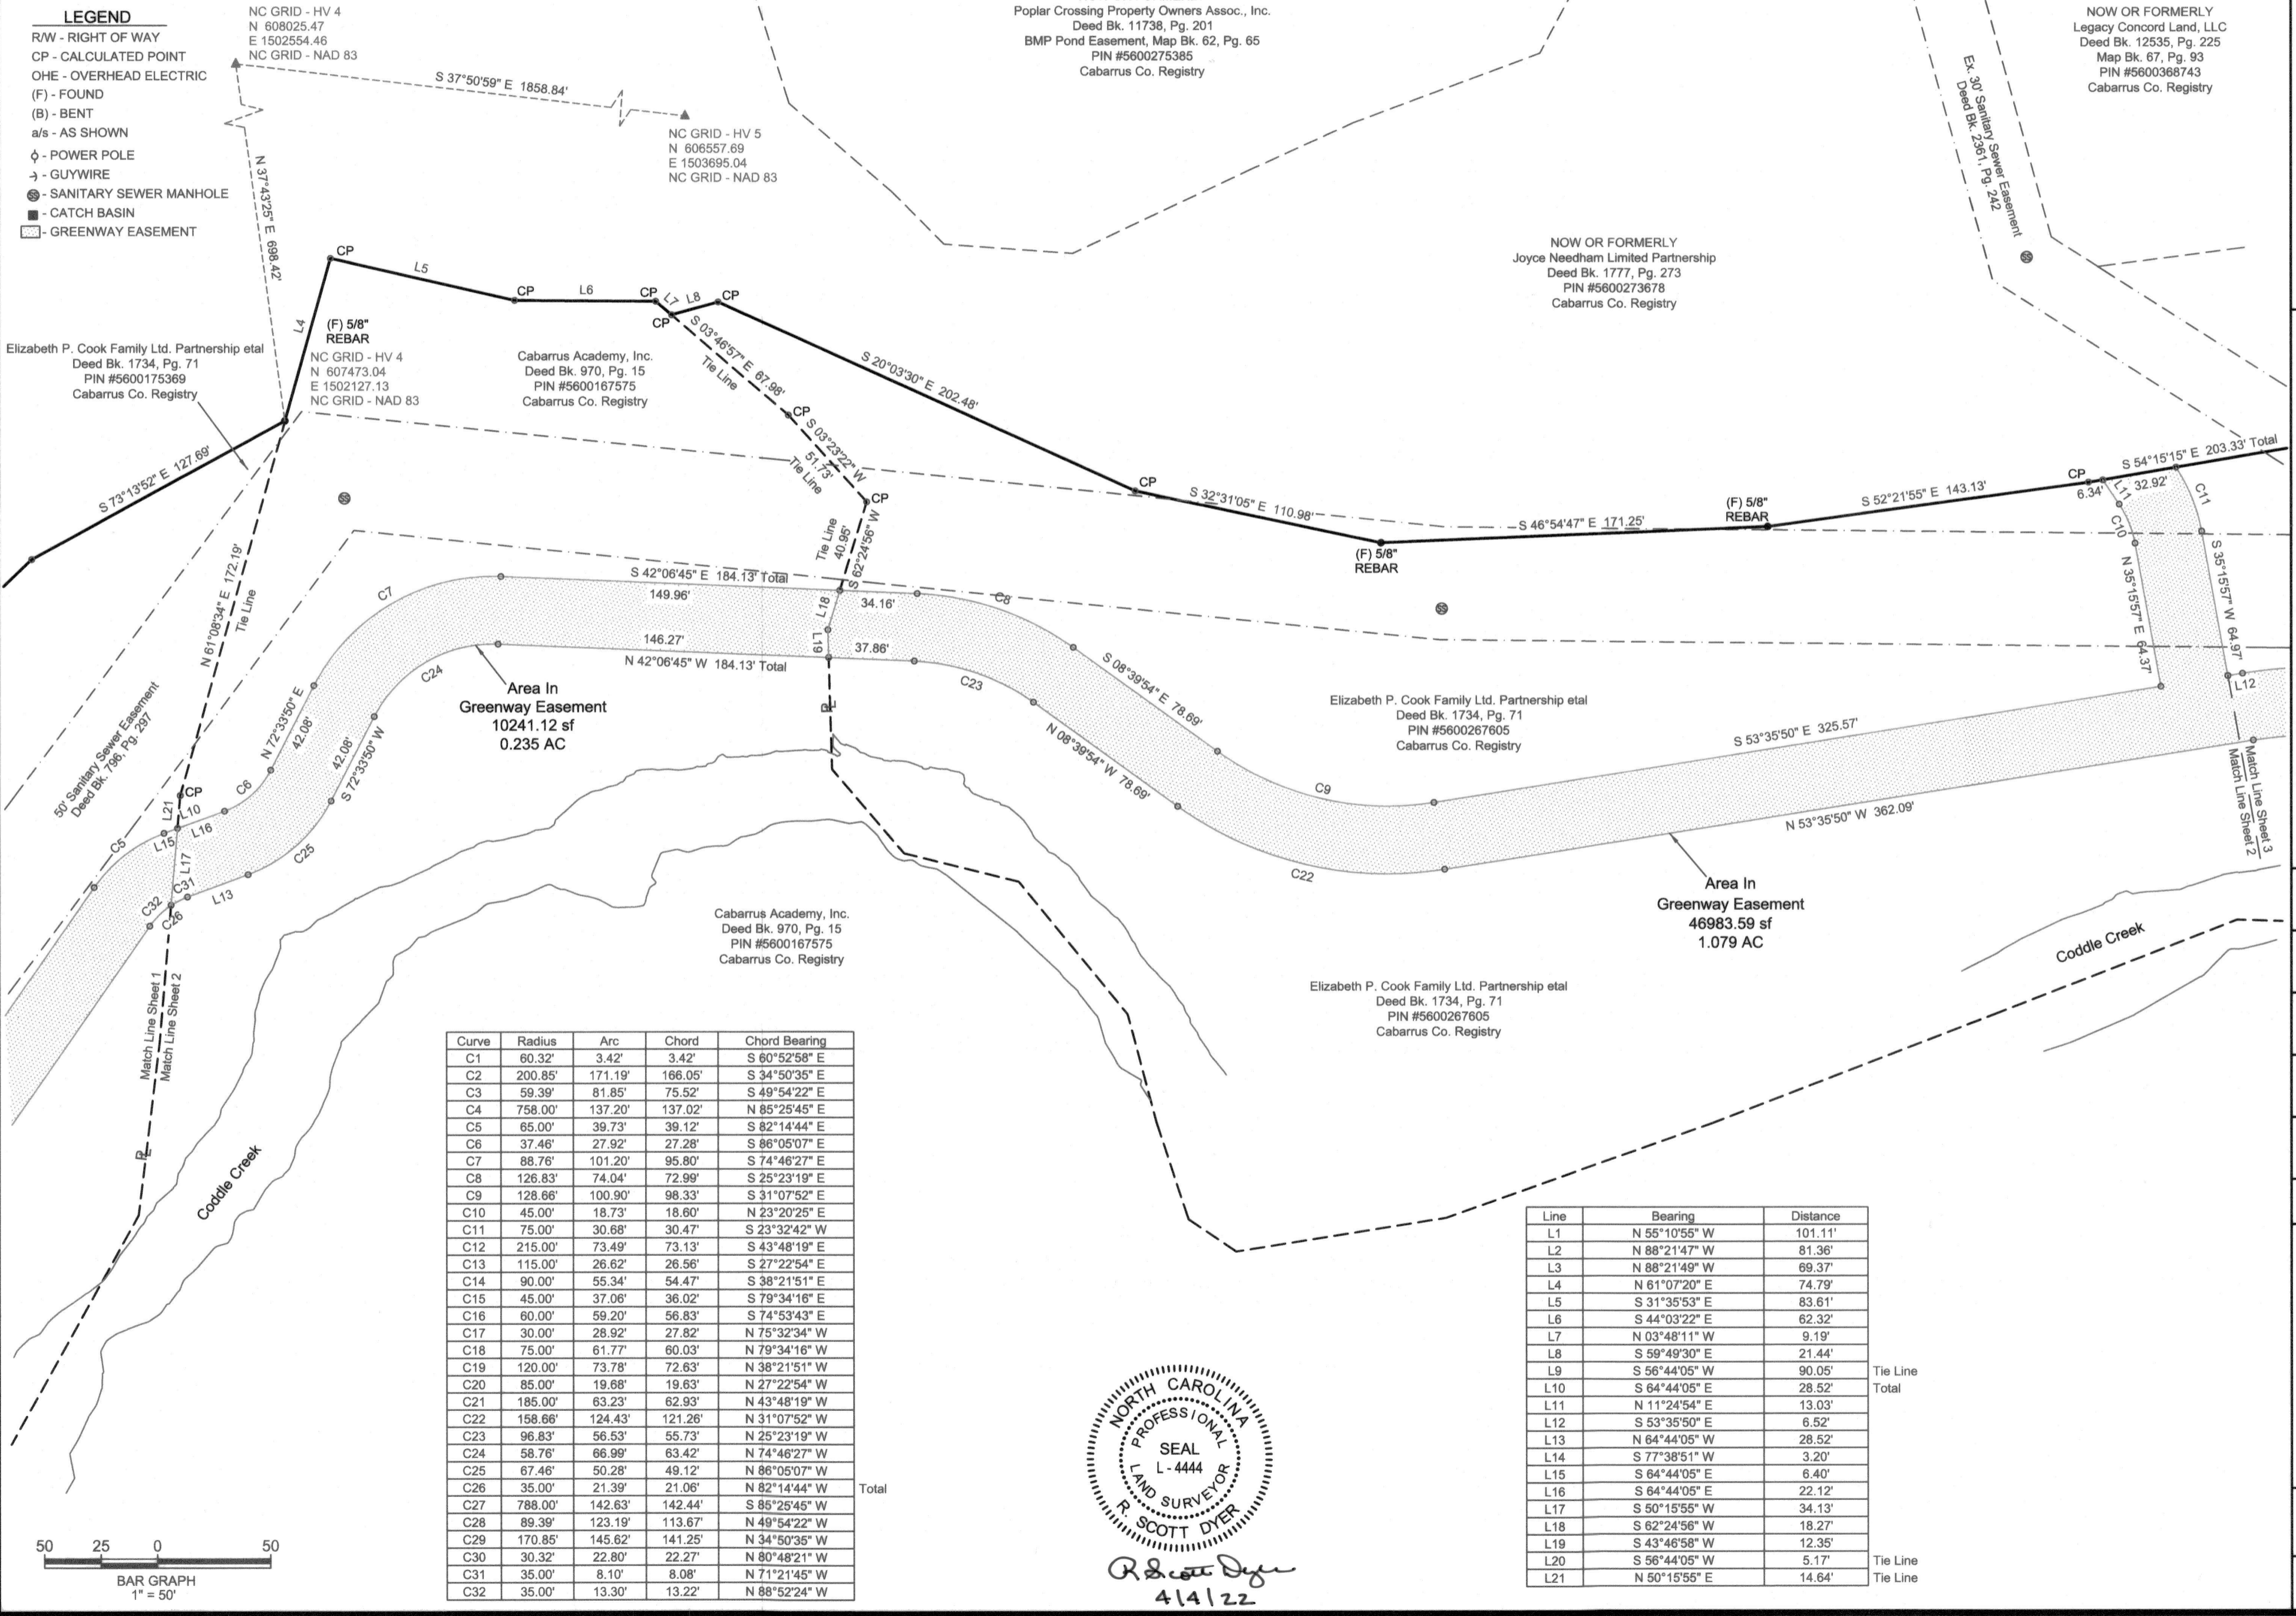 LEGEND
R/W - RIGHT OF WAY
CP - CALCULATED POINT
OHE - OVERHEAD ELECTRIC
(F) - FOUND
(B) - BENT
a/s - AS SHOWN
- POWER POLE
- GUYWIRE
- SANITARY SEWER MANHOLE
- CATCH BASIN
- GREENWAY EASEMENT
NC GRID - HV 4
N 608025.47
E 1502554.46
NC GRID - NAD 83
S 37°50'59" E 1858.84'
NC GRID - HV 5
N 606557.69
E 1503695.04
NC GRID - NAD 83
N 37°43'25" E 698.42'
Poplar Crossing Property Owners Assoc., Inc.
Deed Bk. 11738, Pg. 201
BMP Pond Easement, Map Bk. 62, Pg. 65
PIN #5600275385
Cabarrus Co. Registry
NOW OR FORMERLY
Legacy Concord Land, LLC
Deed Bk. 12535, Pg. 225
Map Bk. 67, Pg. 93
PIN #5600368743
Cabarrus Co. Registry
Ex. 30' Sanitary Sewer Easement
Deed Bk. 2361, Pg. 242
NOW OR FORMERLY
Joyce Needham Limited Partnership
Deed Bk. 1777, Pg. 273
PIN #5600273678
Cabarrus Co. Registry
CP
L5
CP
L6
CP
L7
L8
CP
CP
L4
(F) 5/8"
REBAR
NC GRID - HV 4
N 607473.04
E 1502127.13
NC GRID - NAD 83
Elizabeth P. Cook Family Ltd. Partnership etal
Deed Bk. 1734, Pg. 71
PIN #5600175369
Cabarrus Co. Registry
Cabarrus Academy, Inc.
Deed Bk. 970, Pg. 15
PIN #5600167575
Cabarrus Co. Registry
S 03°46'57" E 67.98'
Tie Line
CP
S 03°23'22" W
51.73'
Tie Line
CP
S 20°03'30" E 202.48'
CP
S 32°31'05" E 110.98'
(F) 5/8"
REBAR
S 46°54'47" E 171.25'
(F) 5/8"
REBAR
S 52°21'55" E 143.13'
CP
6.34'
L11
32.92'
S 54°15'15" E 203.33' Total
C11
C10
N 35°15'57" E 64.37'
S 35°15'57" W 64.97'
L12
S 73°13'52" E 127.69'
N 61°08'34" E 172.19'
Tie Line
Tie Line
40.95'
S 62°24'56" W
S 42°06'45" E 184.13' Total
149.96'
L18
34.16'
C8
C7
L19
146.27'
37.86'
N 42°06'45" W 184.13' Total
C24
C23
Area In
Greenway Easement
10241.12 sf
0.235 AC
S 08°39'54" E 78.69'
N 08°39'54" W 78.69'
Elizabeth P. Cook Family Ltd. Partnership etal
Deed Bk. 1734, Pg. 71
PIN #5600267605
Cabarrus Co. Registry
S 53°35'50" E 325.57'
C9
C22
N 53°35'50" W 362.09'
Match Line Sheet 3
Match Line Sheet 2
50' Sanitary Sewer Easement
Deed Bk. 796, Pg. 297
N 72°33'50" E
42.08'
42.08'
S 72°33'50" W
C6
CP
L21
L10
L16
L15
C5
L17
C25
C31
L13
C32
C26
PL
PL
Match Line Sheet 1
Match Line Sheet 2
Area In
Greenway Easement
46983.59 sf
1.079 AC
Coddle Creek
Cabarrus Academy, Inc.
Deed Bk. 970, Pg. 15
PIN #5600167575
Cabarrus Co. Registry
Elizabeth P. Cook Family Ltd. Partnership etal
Deed Bk. 1734, Pg. 71
PIN #5600267605
Cabarrus Co. Registry
Coddle Creek
Curve Radius Arc Chord Chord Bearing
C1 60.32' 3.42' 3.42' S 60°52'58" E
C2 200.85' 171.19' 166.05' S 34°50'35" E
C3 59.39' 81.85' 75.52' S 49°54'22" E
C4 758.00' 137.20' 137.02' N 85°25'45" E
C5 65.00' 39.73' 39.12' S 82°14'44" E
C6 37.46' 27.92' 27.28' S 86°05'07" E
C7 88.76' 101.20' 95.80' S 74°46'27" E
C8 126.83' 74.04' 72.99' S 25°23'19" E
C9 128.66' 100.90' 98.33' S 31°07'52" E
C10 45.00' 18.73' 18.60' N 23°20'25" E
C11 75.00' 30.68' 30.47' S 23°32'42" W
C12 215.00' 73.49' 73.13' S 43°48'19" E
C13 115.00' 26.62' 26.56' S 27°22'54" E
C14 90.00' 55.34' 54.47' S 38°21'51" E
C15 45.00' 37.06' 36.02' S 79°34'16" E
C16 60.00' 59.20' 56.83' S 74°53'43" E
C17 30.00' 28.92' 27.82' N 75°32'34" W
C18 75.00' 61.77' 60.03' N 79°34'16" W
C19 120.00' 73.78' 72.63' N 38°21'51" W
C20 85.00' 19.68' 19.63' N 27°22'54" W
C21 185.00' 63.23' 62.93' N 43°48'19" W
C22 158.66' 124.43' 121.26' N 31°07'52" W
C23 96.83' 56.53' 55.73' N 25°23'19" W
C24 58.76' 66.99' 63.42' N 74°46'27" W
C25 67.46' 50.28' 49.12' N 86°05'07" W
C26 35.00' 21.39' 21.06' N 82°14'44" W Total
C27 788.00' 142.63' 142.44' S 85°25'45" W
C28 89.39' 123.19' 113.67' N 49°54'22" W
C29 170.85' 145.62' 141.25' N 34°50'35" W
C30 30.32' 22.80' 22.27' N 80°48'21" W
C31 35.00' 8.10' 8.08' N 71°21'45" W
C32 35.00' 13.30' 13.22' N 88°52'24" W
Line Bearing Distance
L1 N 55°10'55" W 101.11'
L2 N 88°21'47" W 81.36'
L3 N 88°21'49" W 69.37'
L4 N 61°07'20" E 74.79'
L5 S 31°35'53" E 83.61'
L6 S 44°03'22" E 62.32'
L7 N 03°48'11" W 9.19'
L8 S 59°49'30" E 21.44'
L9 S 56°44'05" W 90.05' Tie Line
L10 S 64°44'05" E 28.52' Total
L11 N 11°24'54" E 13.03'
L12 S 53°35'50" E 6.52'
L13 N 64°44'05" W 28.52'
L14 S 77°38'51" W 3.20'
L15 S 64°44'05" E 6.40'
L16 S 64°44'05" E 22.12'
L17 S 50°15'55" W 34.13'
L18 S 62°24'56" W 18.27'
L19 S 43°46'58" W 12.35'
L20 S 56°44'05" W 5.17' Tie Line
L21 N 50°15'55" E 14.64' Tie Line
NORTH CAROLINA
PROFESSIONAL
SEAL
L - 4444
LAND SURVEYOR
R. SCOTT DYER
R Scott Dyer
4/4/22
50 25 0 50
BAR GRAPH
1" = 50'